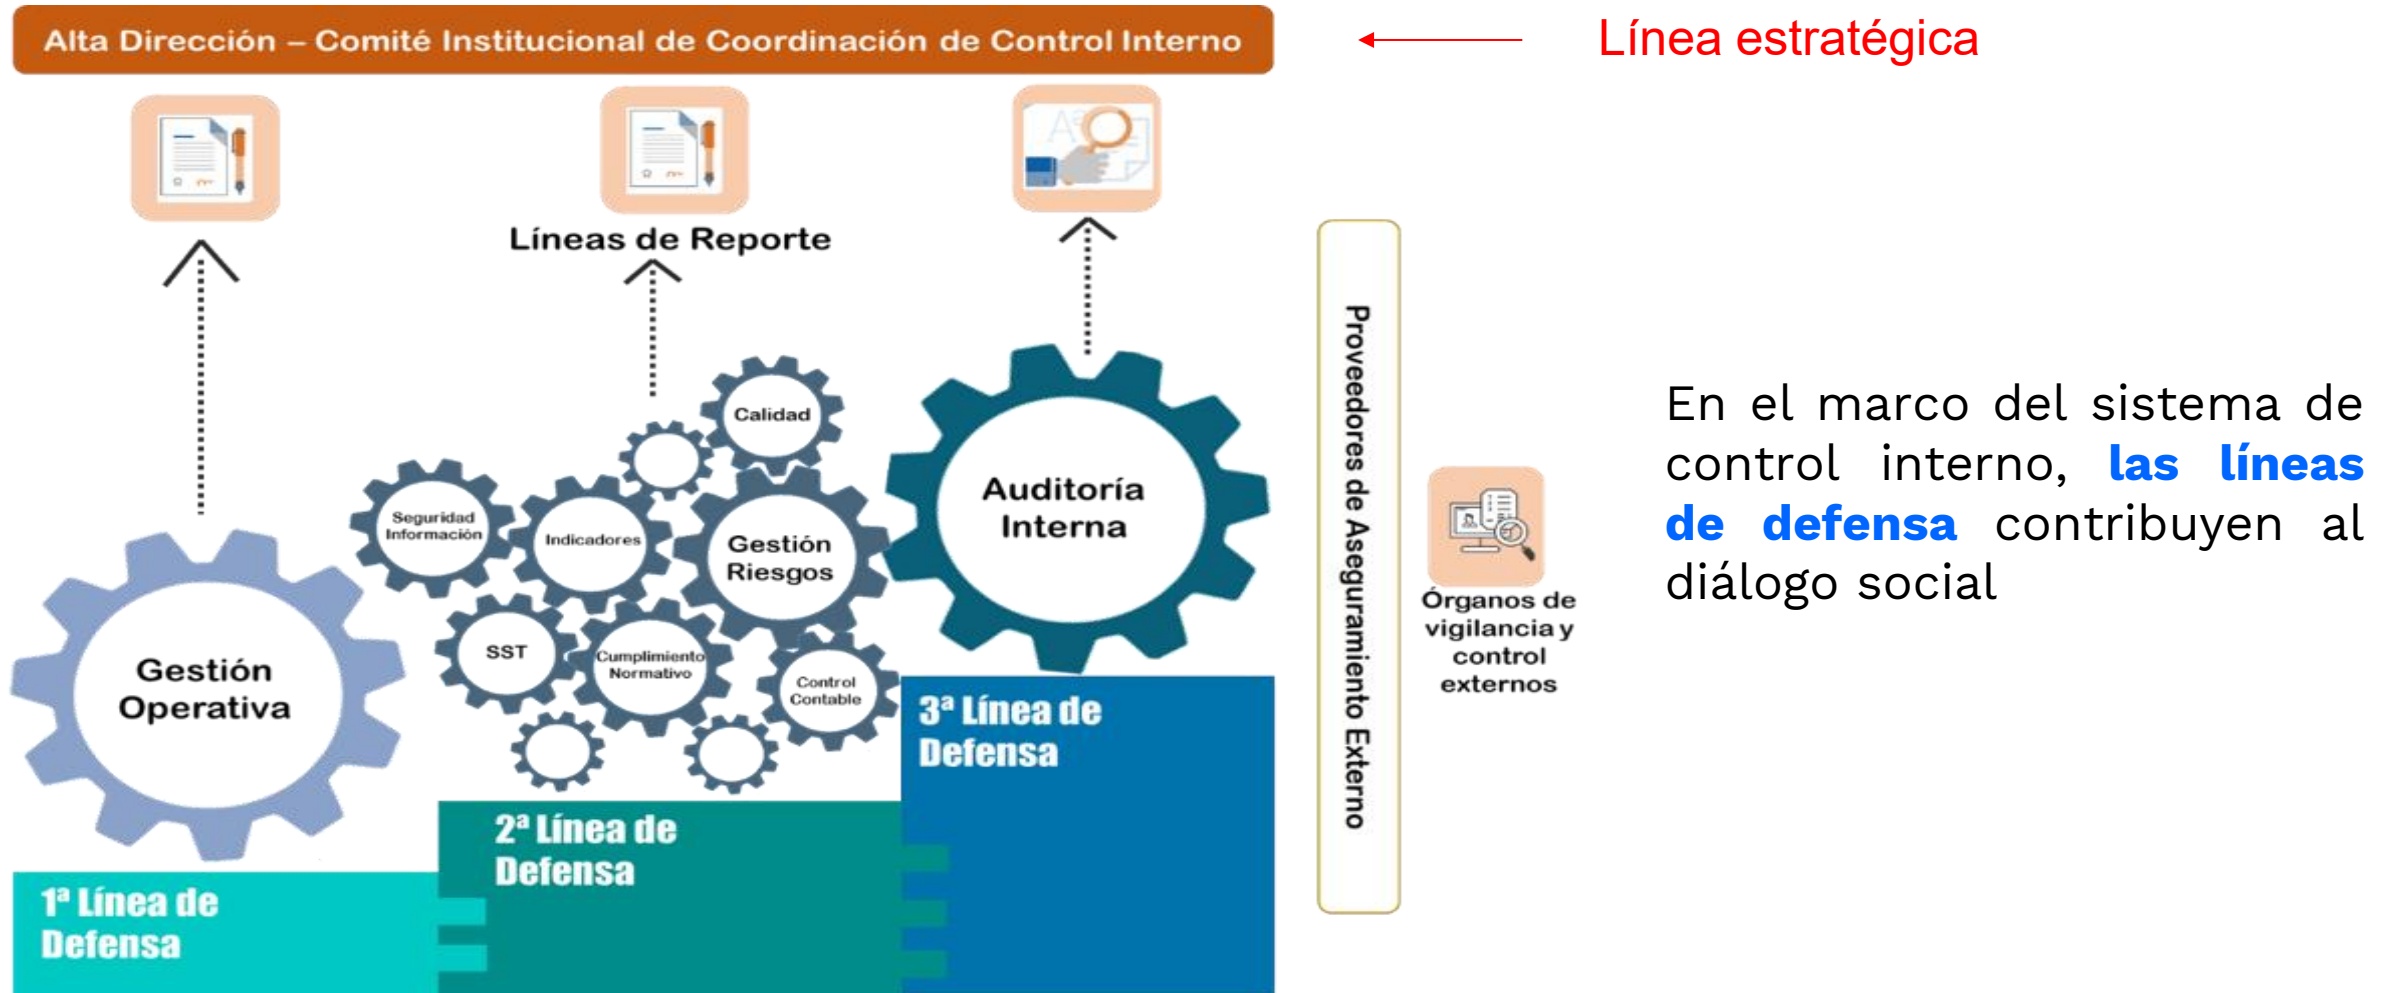 Alta Dirección – Comité Institucional de Coordinación de Control Interno
Línea estratégica
Líneas de Reporte
Gestión
Operativa
1ª Línea de
Defensa
Calidad
Seguridad
Información
Indicadores
Gestión
Riesgos
SST
Cumplimiento
Normativo
Control
Contable
2ª Línea de
Defensa
Auditoría
Interna
3ª Línea de
Defensa
Proveedores de Aseguramiento Externo
Órganos de
vigilancia y
control
externos
En el marco del sistema de
control interno, las líneas
de defensa contribuyen al
diálogo social